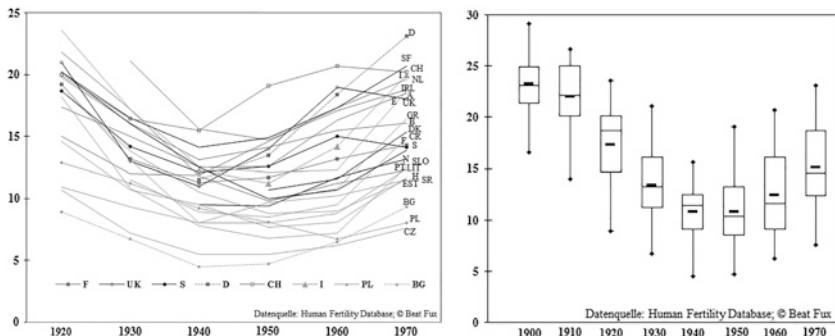 25
20
15
10
5
0
D
SF
CH
I S
NL
IRL
A
E
UK
GR
B
DK
CR
F
S
N
SLO
PT LIT
H
SR
EST
BG
PL
CZ
F UK S D CH I PL BG
Datenquelle: Human Fertility Database; © Beat Fux
1920 1930 1940 1950 1960 1970
30
25
20
15
10
5
0
Datenquelle: Human Fertility Database; © Beat Fux
1900 1910 1920 1930 1940 1950 1960 1970